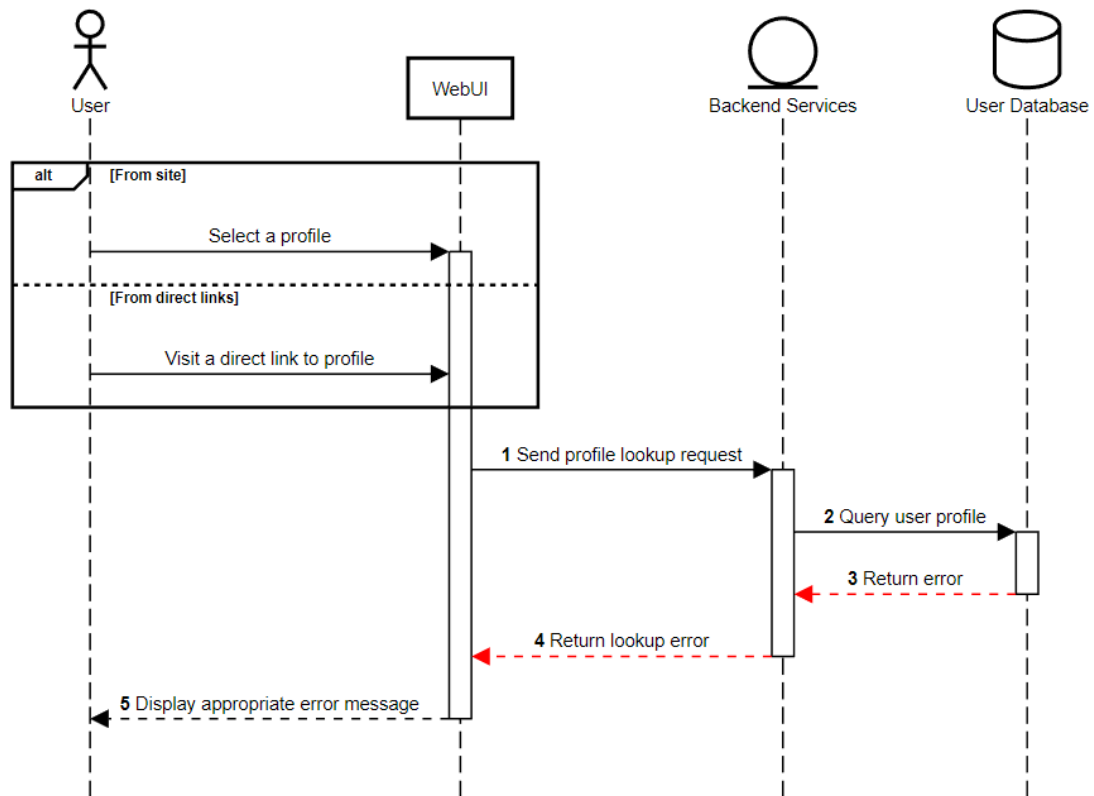 User
WebUI
Backend Services
User Database
alt
[From site]
Select a profile
[From direct links]
Visit a direct link to profile
1 Send profile lookup request
2 Query user profile
3 Return error
4 Return lookup error
5 Display appropriate error message